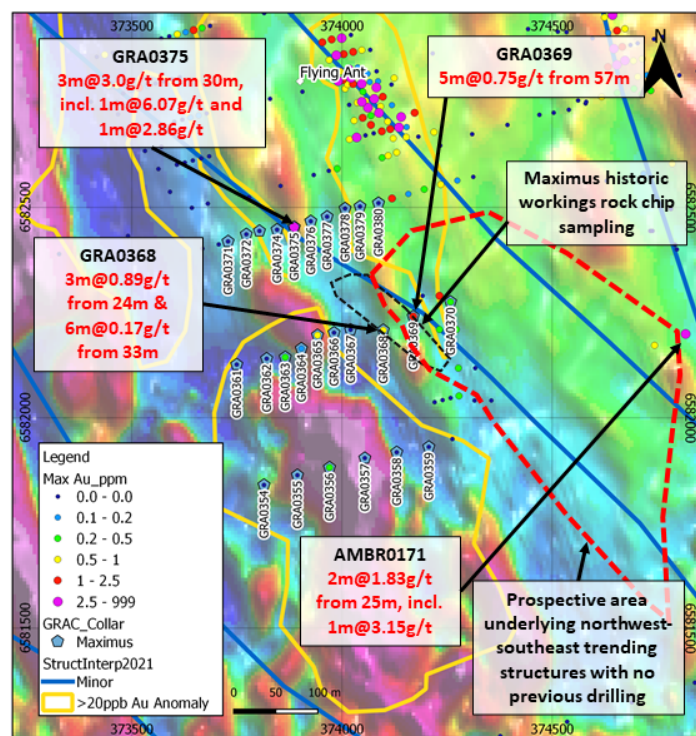 373500
374000
374500
GRA0375
3m@3.0g/t from 30m,
incl. 1m@6.07g/t and
1m@2.86g/t
Flying Ant
GRA0369
5m@0.75g/t from 57m
N
Maximus historic
workings rock chip
sampling
6582500
6582500
GRA0371
GRA0372
GRA0374
GRA0375
GRA0376
GRA0377
GRA0378
GRA0379
GRA0380
GRA0368
3m@0.89g/t
from 24m &
6m@0.17g/t
from 33m
GRA0361
GRA0362
GRA0363
GRA0364
GRA0365
GRA0366
GRA0367
GRA0368
GRA0369
GRA0370
6582000
6582000
GRA0354
GRA0355
GRA0356
GRA0357
GRA0358
GRA0359
Legend
Max Au_ppm
0.0 - 0.0
0.1 - 0.2
0.2 - 0.5
0.5 - 1
1 - 2.5
2.5 - 999
GRAC_Collar
Maximus
StructInterp2021
Minor
>20ppb Au Anomaly
AMBR0171
2m@1.83g/t
from 25m, incl.
1m@3.15g/t
Prospective area
underlying northwest-
southeast trending
structures with no
previous drilling
6581500
6581500
0 50 100 m
373500
374000
374500